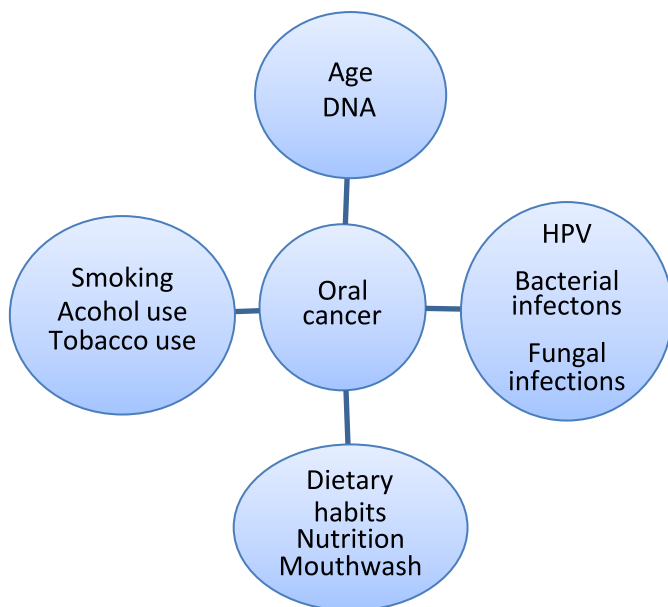 Age
DNA
Smoking
Acohol use
Tobacco use
Oral
cancer
HPV
Bacterial
infectons
Fungal
infections
Dietary
habits
Nutrition
Mouthwash